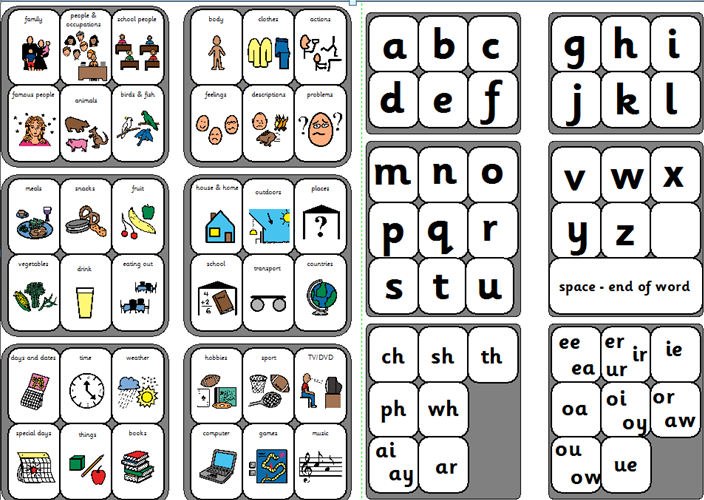 family
people &
occupations
school people
famous people
animals
birds & fish
body
clothes
actions
feelings
descriptions
problems
? ?
meals
snacks
fruit
vegetables
drink
eating out
house & home
outdoors
places
?
school
transport
countries
4
+2
6
days and dates
time
weather
special days
things
books
hobbies
sport
TV/DVD
computer
games
music
a b c
d e f
g h i
j k l
m n o
p q r
s t u
v w x
y z
space - end of word
ch sh th
ph wh
ai
ay
ar
ee
ea
er
ir
ur
ie
oa
oi
oy
or
aw
ou
ow
ue